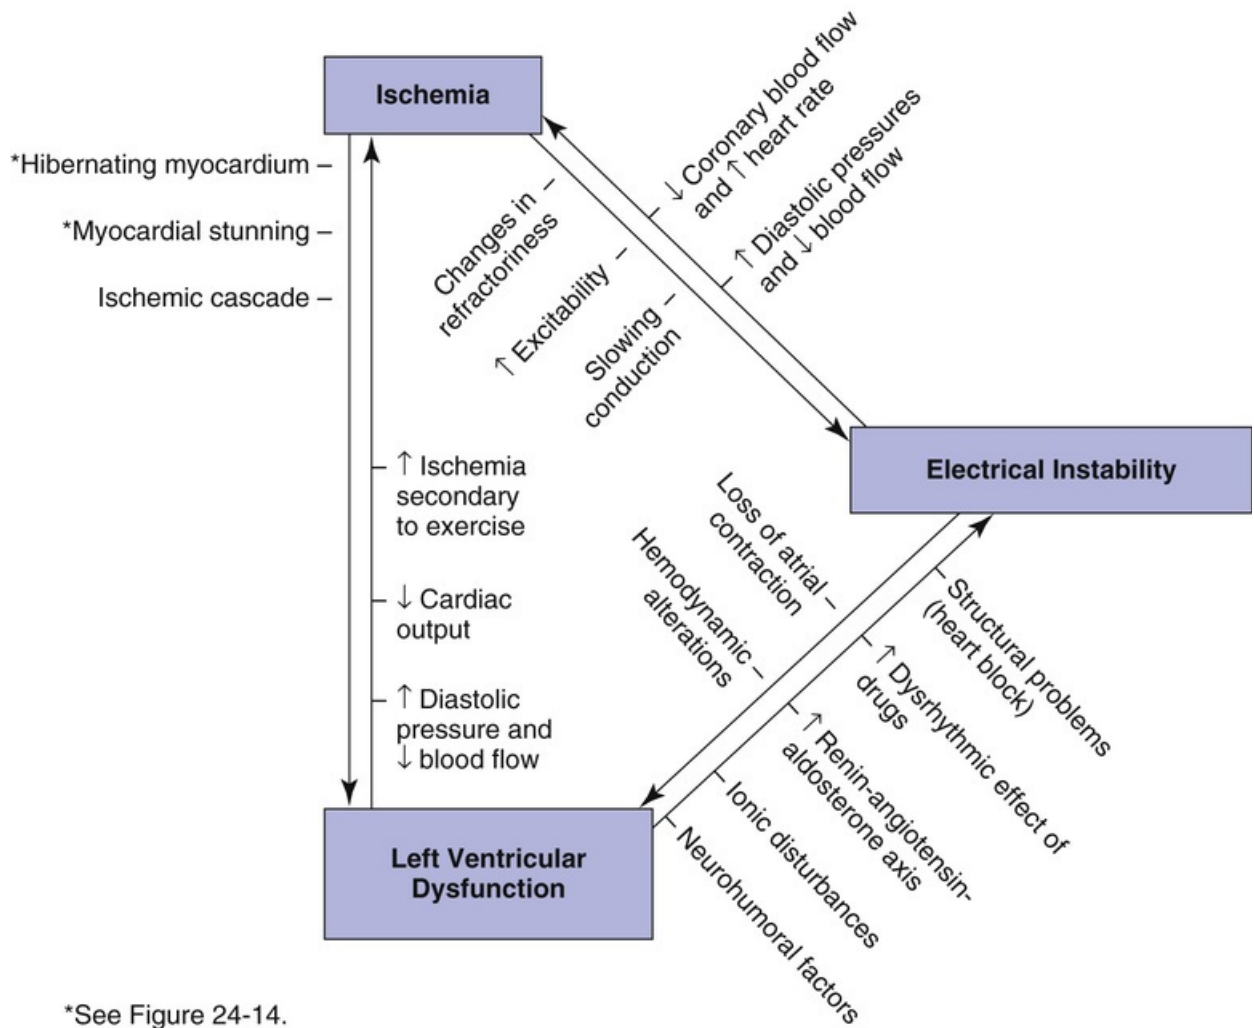 Ischemia
*Hibernating myocardium
*Myocardial stunning
Ischemic cascade
↓ Coronary blood flow
and ↑ heart rate
↑ Diastolic pressures
and ↓ blood flow
Changes in
refractoriness
↑ Excitability
Slowing
conduction
Electrical Instability
↑ Ischemia
secondary
to exercise
↓ Cardiac
output
↑ Diastolic
pressure and
↓ blood flow
Loss of atrial
contraction
Hemodynamic
alterations
Structural problems
(heart block)
↑ Dysrhythmic effect of
drugs
↑ Renin-angiotensin-
aldosterone axis
Ionic disturbances
Neurohumoral factors
Left Ventricular
Dysfunction
*See Figure 24-14.